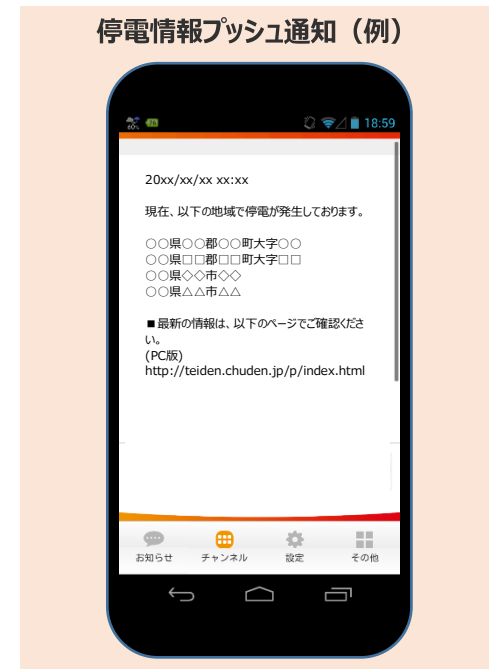 停電情報プッシュ通知（例）
60%
18:59
20xx/xx/xx xx:xx
現在、以下の地域で停電が発生しております。
○○県○○郡○○町大字○○
○○県□□郡□□町大字□□
○○県◇◇市◇◇
○○県△△市△△
■最新の情報は、以下のページでご確認くださ
い。
(PC版)
http://teiden.chuden.jp/p/index.html
お知らせ チャンネル 設定 その他